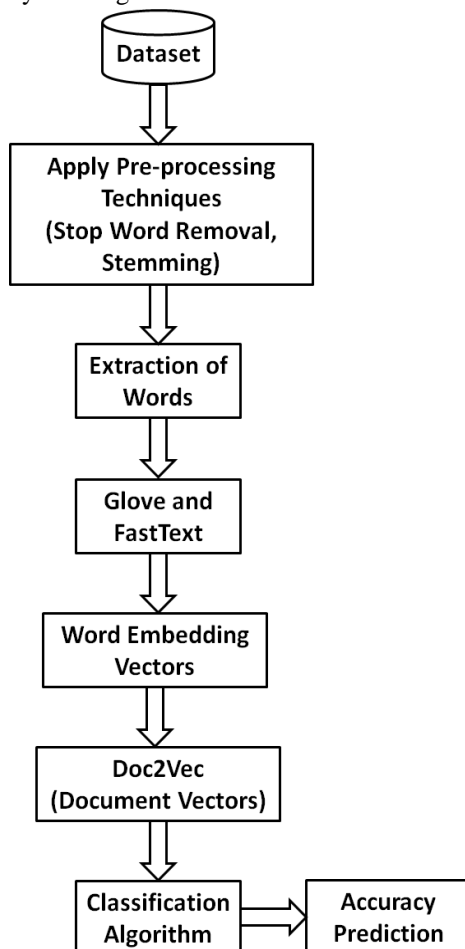 Dataset
Apply Pre-processing
Techniques
(Stop Word Removal,
Stemming)
Extraction of
Words
Glove and
FastText
Word Embedding
Vectors
Doc2Vec
(Document Vectors)
Classification
Algorithm
Accuracy
Prediction